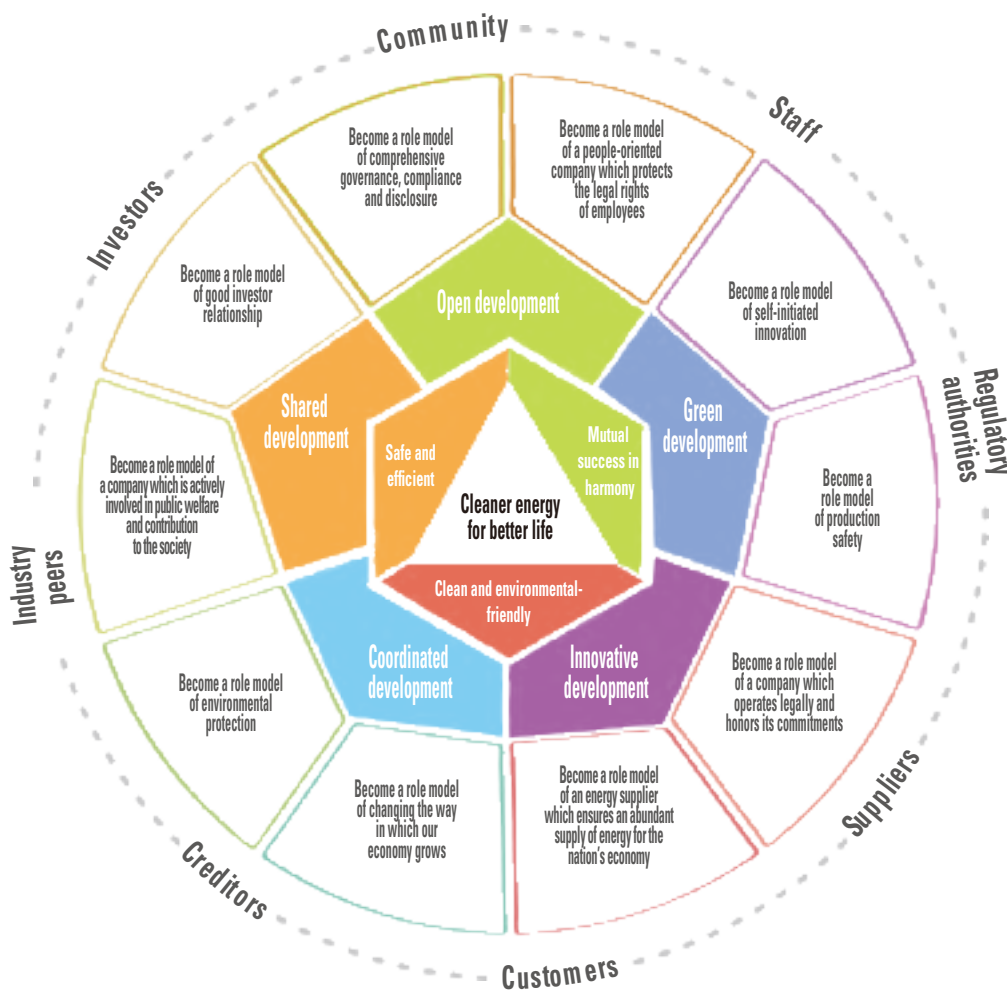 Community
Staff
Investors
Regulatory
authorities
Industry
peers
Suppliers
Creditors
Customers
Become a role model
of comprehensive
governance, compliance
and disclosure
Become a role model
of a people-oriented
company which protects
the legal rights
of employees
Become a role model
of good investor
relationship
Become a role model
of self-initiated
innovation
Become a role model of
a company which is actively
involved in public welfare
and contribution
to the society
Become a
role model
of production
safety
Become a role model
of environmental
protection
Become a role model
of a company which
operates legally and
honors its commitments
Become a role model
of changing the way
in which our
economy grows
Become a role model
of an energy supplier
which ensures an abundant
supply of energy for the
nation's economy
Open development
Shared
development
Green
development
Coordinated
development
Innovative
development
Safe and
efficient
Mutual
success in
harmony
Cleaner energy
for better life
Clean and environmental-
friendly